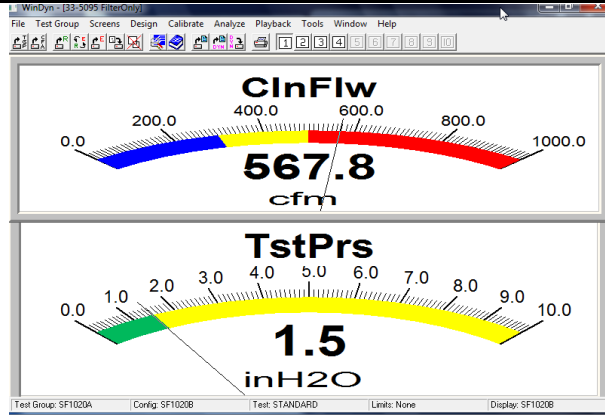 WinDyn - [33-5095 FilterOnly]
File Test Group Screens Design Calibrate Analyze Playback Tools Window Help
1 2 3 4 5 6 7 8 9 10
ClnFlw
0.0 200.0 400.0 600.0 800.0 1000.0
567.8
cfm
TstPrs
0.0 1.0 2.0 3.0 4.0 5.0 6.0 7.0 8.0 9.0 10.0
1.5
inH2O
Test Group: SF1020A Config: SF1020B Test: STANDARD Limits: None Display: SF1020B